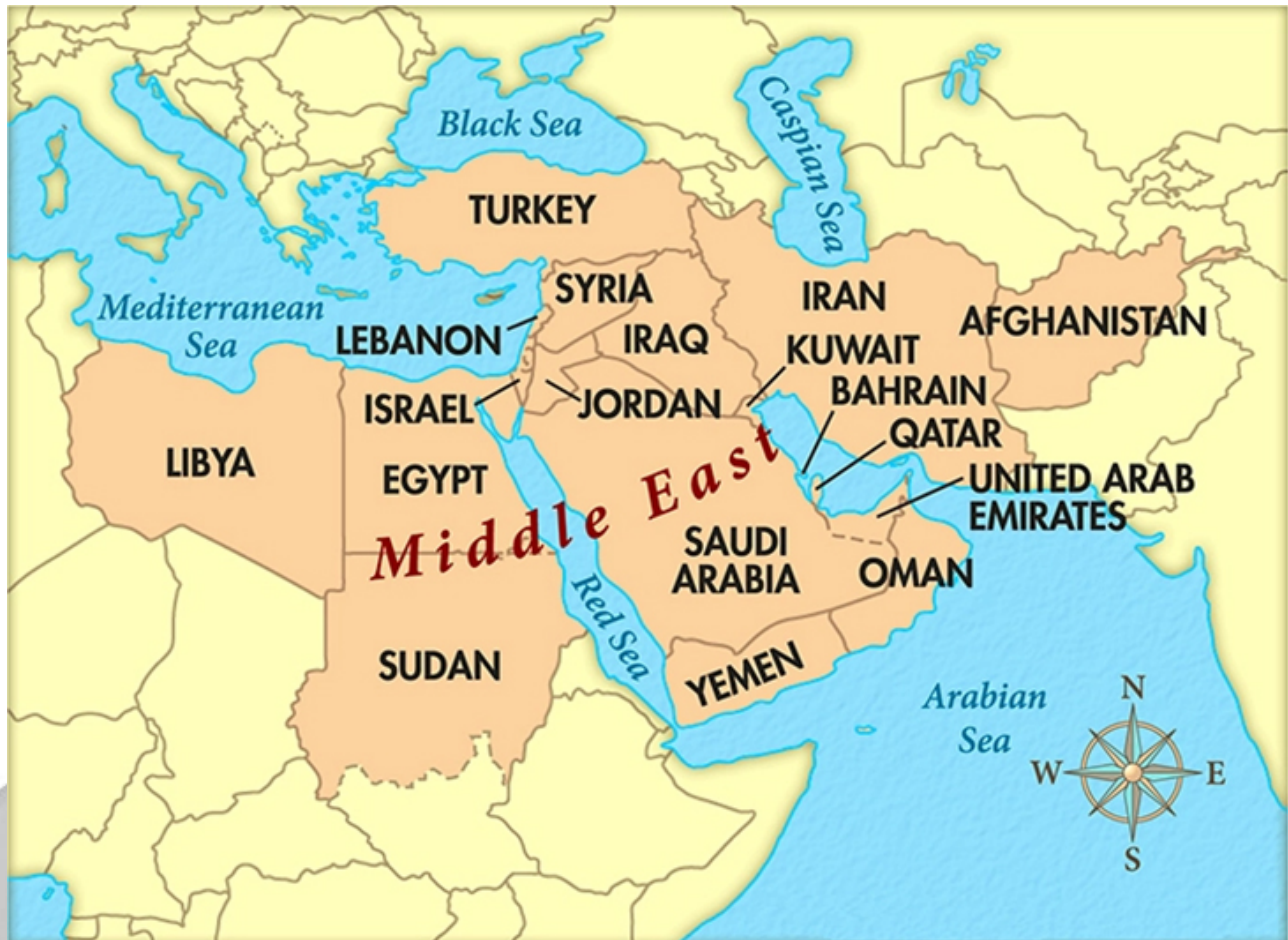 Black Sea
Caspian Sea
TURKEY
SYRIA
IRAN
Mediterranean
Sea
AFGHANISTAN
LEBANON
IRAQ
KUWAIT
BAHRAIN
ISRAEL
JORDAN
QATAR
LIBYA
EGYPT
UNITED ARAB
EMIRATES
Middle East
SAUDI
ARABIA
OMAN
Red Sea
SUDAN
YEMEN
Arabian
Sea
N
W
E
S